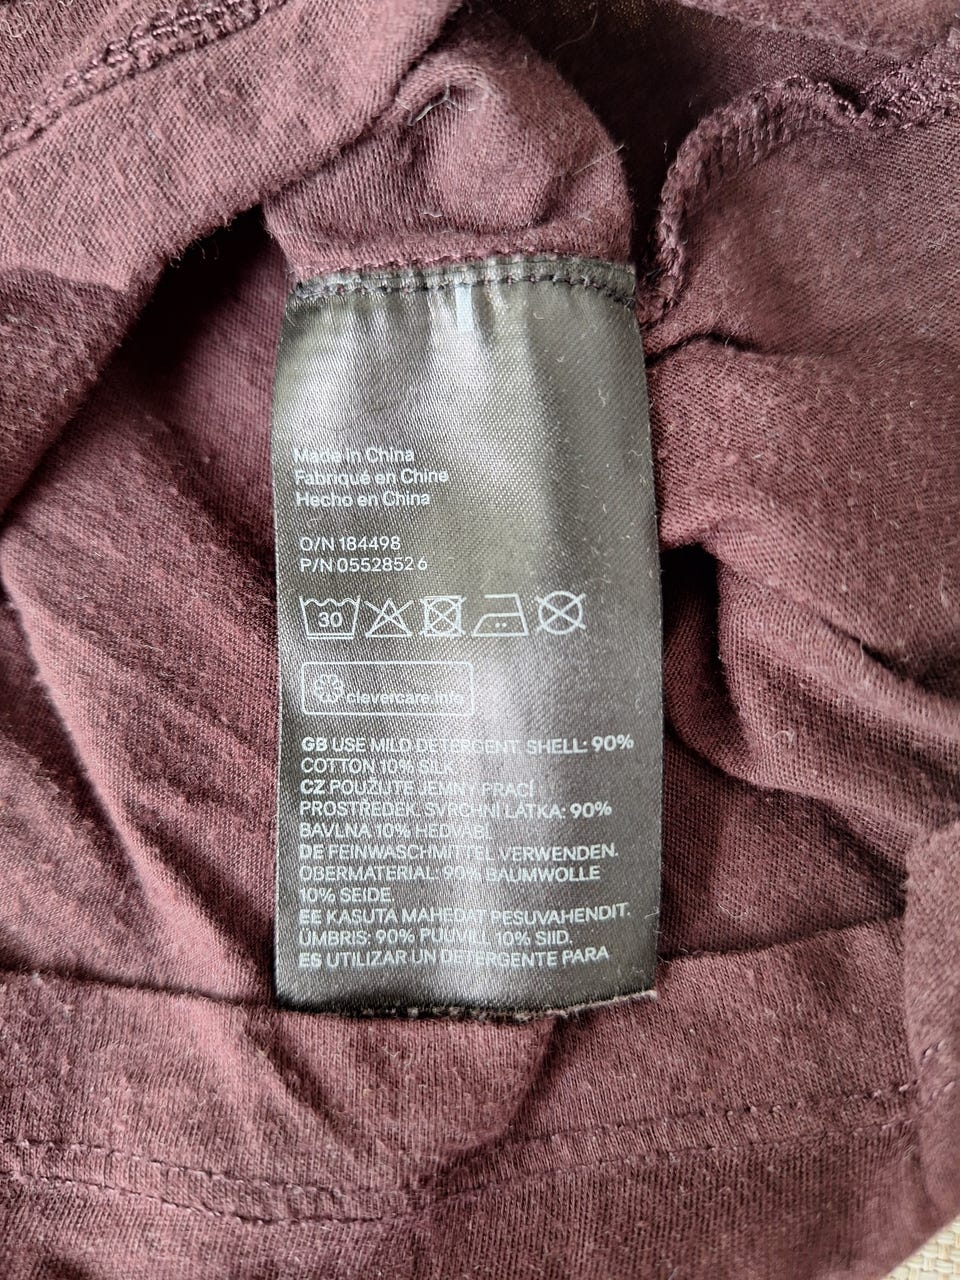 Made in China
Fabriqué en Chine
Hecho en China
O/N 184498
P/N 05528526
30
clevercare.info
GB USE MILD DETERGENT. SHELL: 90%
COTTON 10% SILK
CZ POUŽIJTE JEMNÝ PRACÍ
PROSTŘEDEK. SVRCHNÍ LÁTKA: 90%
BAVLNA 10% HEDVÁBÍ
DE FEINWASCHMITTEL VERWENDEN.
OBERMATERIAL: 90% BAUMWOLLE
10% SEIDE.
EE KASUTA MAHEDAT PESUVAHENDIT.
ÜMBRIS: 90% PUUVILL 10% SIID.
ES UTILIZAR UN DETERGENTE PARA